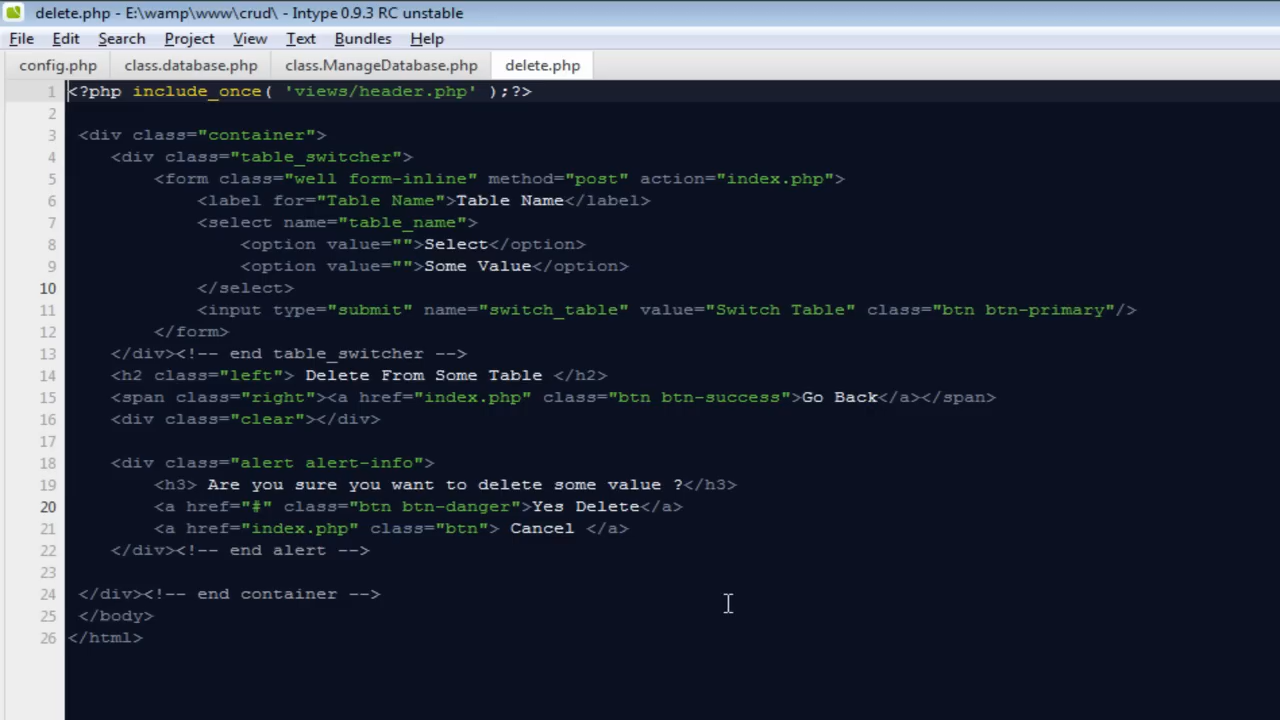 delete.php - E:\wamp\www\crud\ - Intype 0.9.3 RC unstable
File Edit Search Project View Text Bundles Help
config.php class.database.php class.ManageDatabase.php delete.php
1 <?php include_once( 'views/header.php' );?>
2
3 <div class="container">
4 <div class="table_switcher">
5 <form class="well form-inline" method="post" action="index.php">
6 <label for="Table Name">Table Name</label>
7 <select name="table_name">
8 <option value="">Select</option>
9 <option value="">Some Value</option>
10 </select>
11 <input type="submit" name="switch_table" value="Switch Table" class="btn btn-primary"/>
12 </form>
13 </div><!-- end table_switcher -->
14 <h2 class="left"> Delete From Some Table </h2>
15 <span class="right"><a href="index.php" class="btn btn-success">Go Back</a></span>
16 <div class="clear"></div>
17
18 <div class="alert alert-info">
19 <h3> Are you sure you want to delete some value ?</h3>
20 <a href="#" class="btn btn-danger">Yes Delete</a>
21 <a href="index.php" class="btn"> Cancel </a>
22 </div><!-- end alert -->
23
24 </div><!-- end container -->
25 </body>
26 </html>